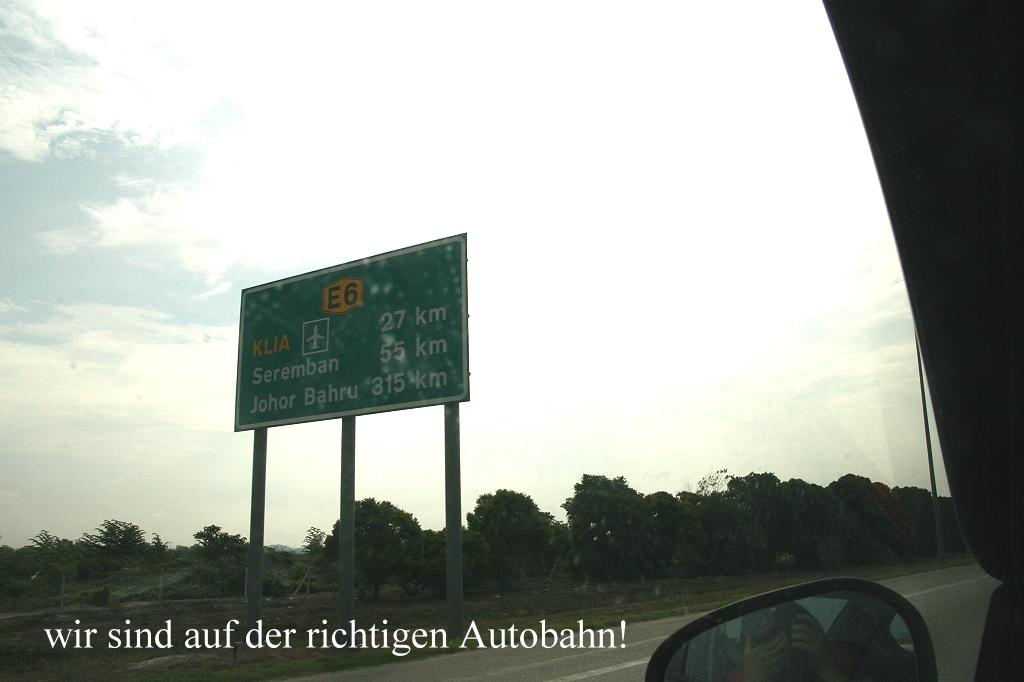 E6
KLIA 27 km
Seremban 55 km
Johor Bahru 315 km
wir sind auf der richtigen Autobahn!